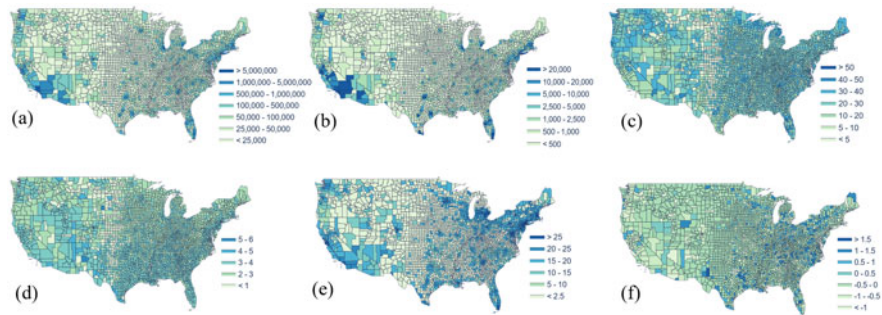 (a)
> 5,000,000
1,000,000 - 5,000,000
500,000 - 1,000,000
100,000 - 500,000
50,000 - 100,000
25,000 - 50,000
< 25,000
(b)
> 20,000
10,000 - 20,000
5,000 - 10,000
2,500 - 5,000
1,000 - 2,500
500 - 1,000
< 500
(c)
> 50
40 - 50
30 - 40
20 - 30
10 - 20
5 - 10
< 5
(d)
5 - 6
4 - 5
3 - 4
2 - 3
< 1
(e)
> 25
20 - 25
15 - 20
10 - 15
5 - 10
< 2.5
(f)
> 1.5
1 - 1.5
0.5 - 1
0 - 0.5
-0.5 - 0
-1 - -0.5
< -1